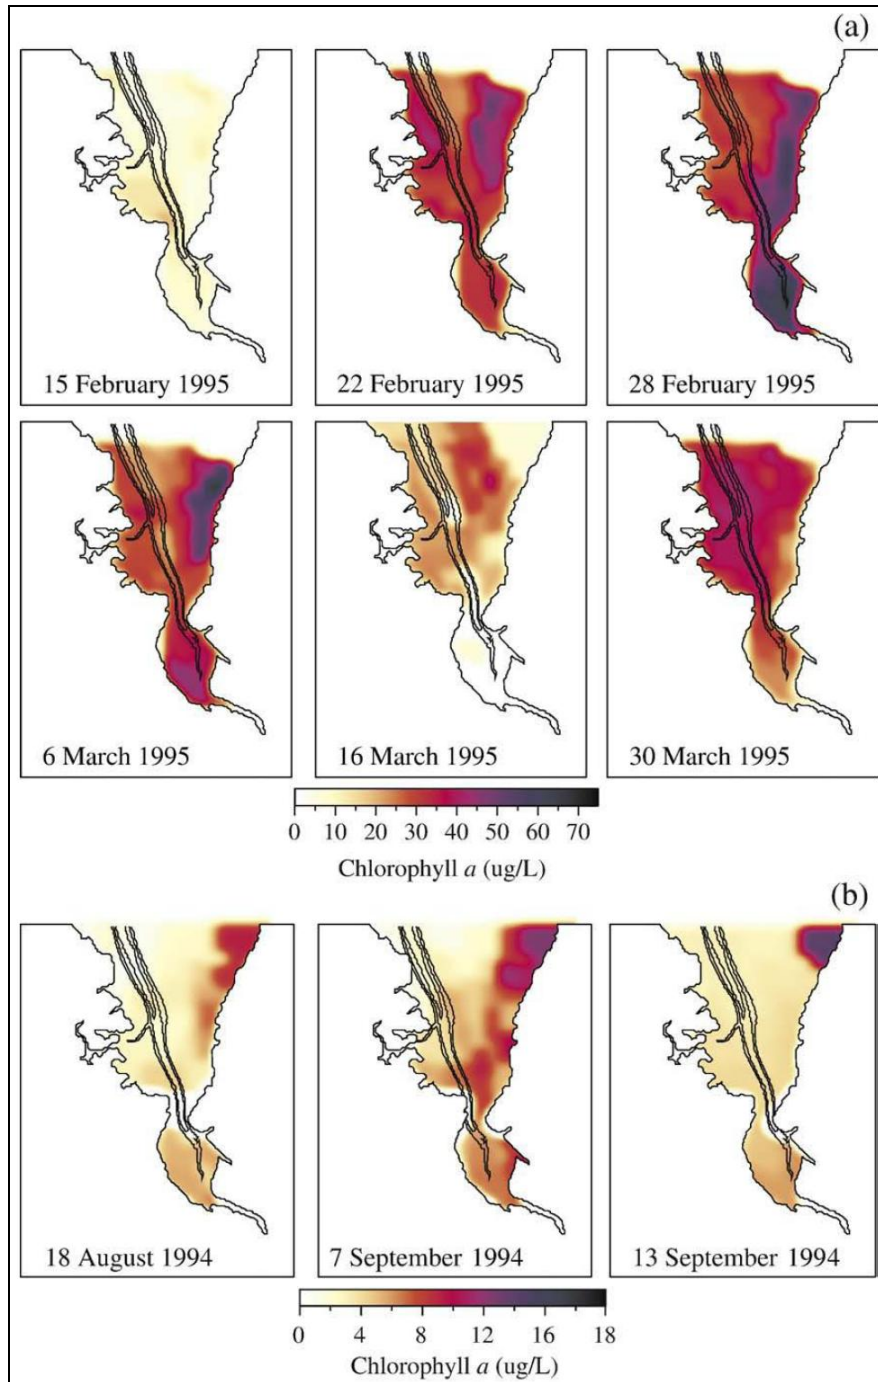 (a)
15 February 1995
22 February 1995
28 February 1995
6 March 1995
16 March 1995
30 March 1995
0 10 20 30 40 50 60 70
Chlorophyll a (ug/L)
(b)
18 August 1994
7 September 1994
13 September 1994
0 4 8 12 16 18
Chlorophyll a (ug/L)